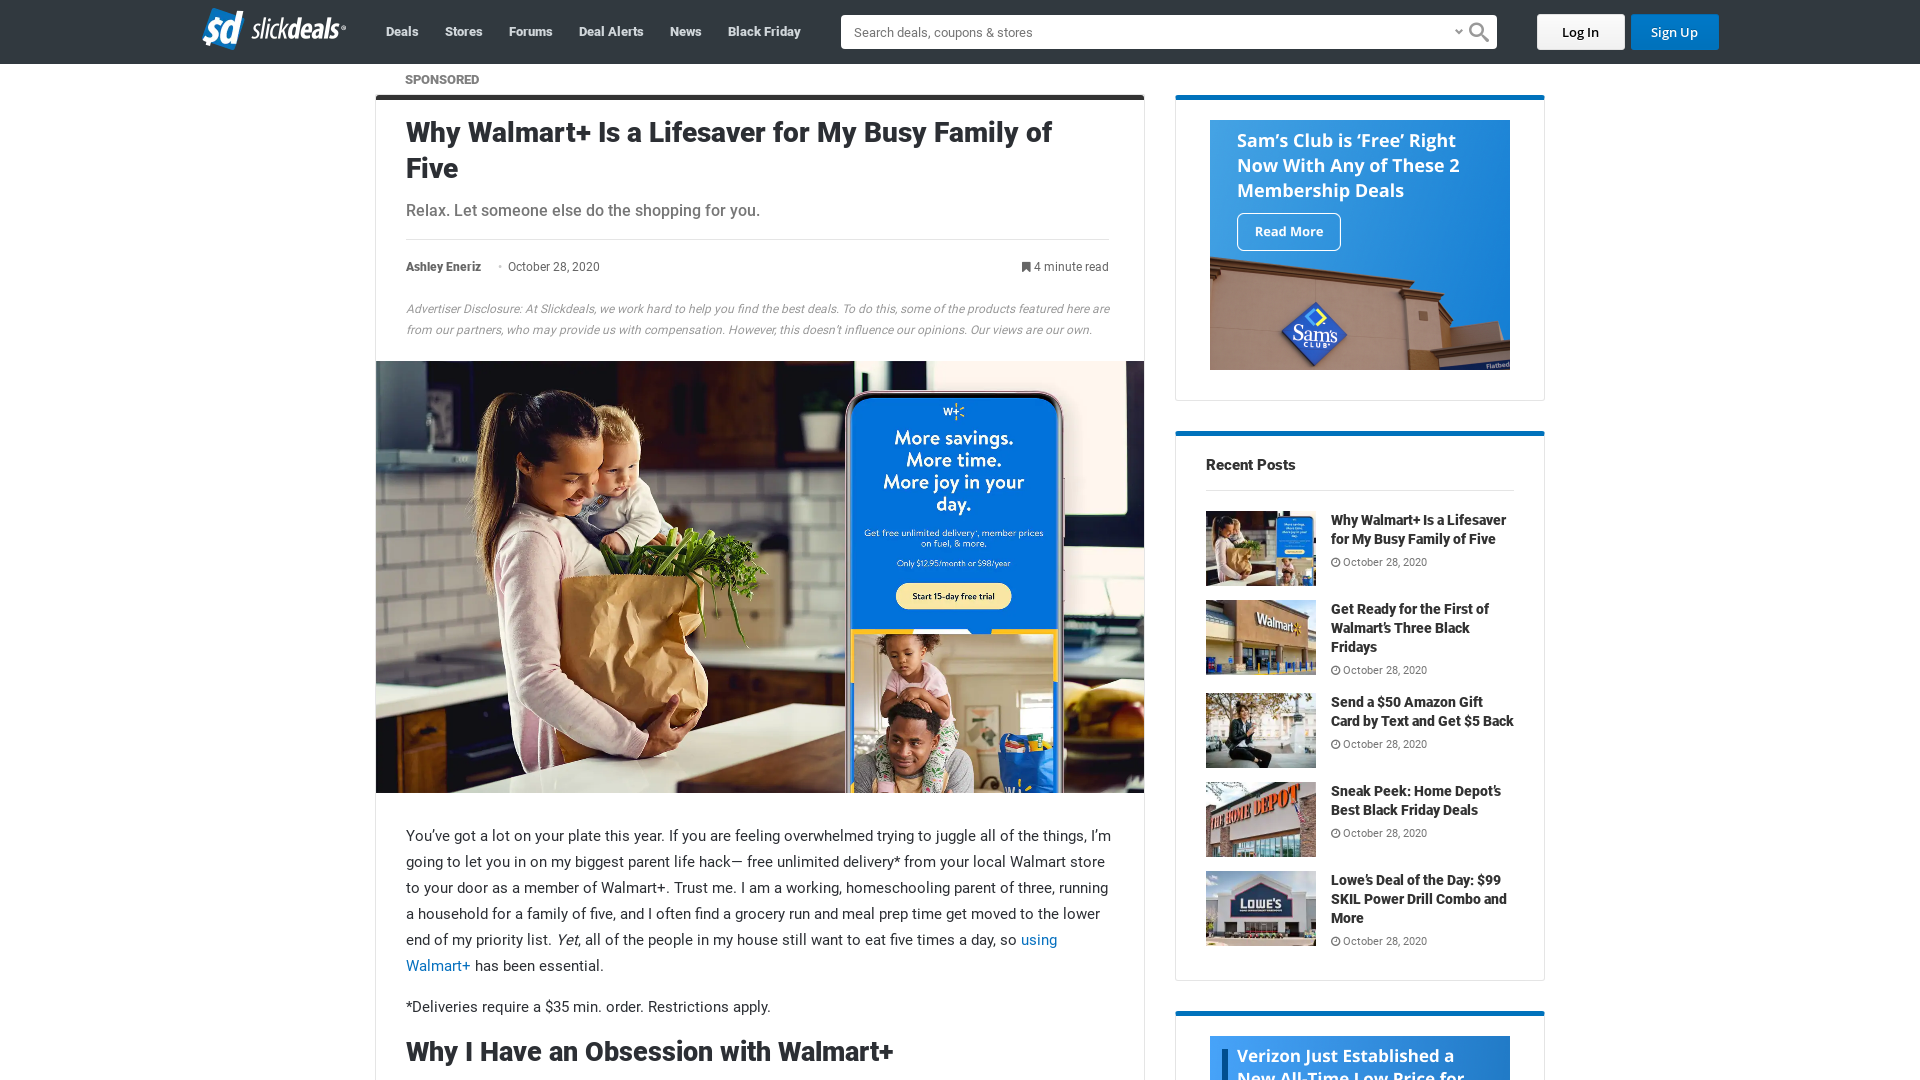 slickdeals
Deals
Stores
Forums
Deal Alerts
News
Black Friday
Search deals, coupons & stores
Log In
Sign Up
SPONSORED
Why Walmart+ Is a Lifesaver for My Busy Family of
Five
Relax. Let someone else do the shopping for you.
Ashley Eneriz • October 28, 2020
4 minute read
Advertiser Disclosure: At Slickdeals, we work hard to help you find the best deals. To do this, some of the products featured here are
from our partners, who may provide us with compensation. However, this doesn’t influence our opinions. Our views are our own.
W+
More savings.
More time.
More joy in your
day.
Get free unlimited delivery*, member prices
on fuel, & more.
Only $12.95/month or $98/year
Start 15-day free trial
You’ve got a lot on your plate this year. If you are feeling overwhelmed trying to juggle all of the things, I’m
going to let you in on my biggest parent life hack— free unlimited delivery* from your local Walmart store
to your door as a member of Walmart+. Trust me. I am a working, homeschooling parent of three, running
a household for a family of five, and I often find a grocery run and meal prep time get moved to the lower
end of my priority list. Yet, all of the people in my house still want to eat five times a day, so using
Walmart+ has been essential.
*Deliveries require a $35 min. order. Restrictions apply.
Why I Have an Obsession with Walmart+
Sam’s Club is ‘Free’ Right
Now With Any of These 2
Membership Deals
Read More
Sam's
CLUB
Flatbed
Recent Posts
Why Walmart+ Is a Lifesaver
for My Busy Family of Five
October 28, 2020
Walmart
Get Ready for the First of
Walmart’s Three Black
Fridays
October 28, 2020
Send a $50 Amazon Gift
Card by Text and Get $5 Back
October 28, 2020
THE HOME DEPOT
Sneak Peek: Home Depot’s
Best Black Friday Deals
October 28, 2020
LOWE'S
Lowe’s Deal of the Day: $99
SKIL Power Drill Combo and
More
October 28, 2020
Verizon Just Established a
New All-Time Low Price for